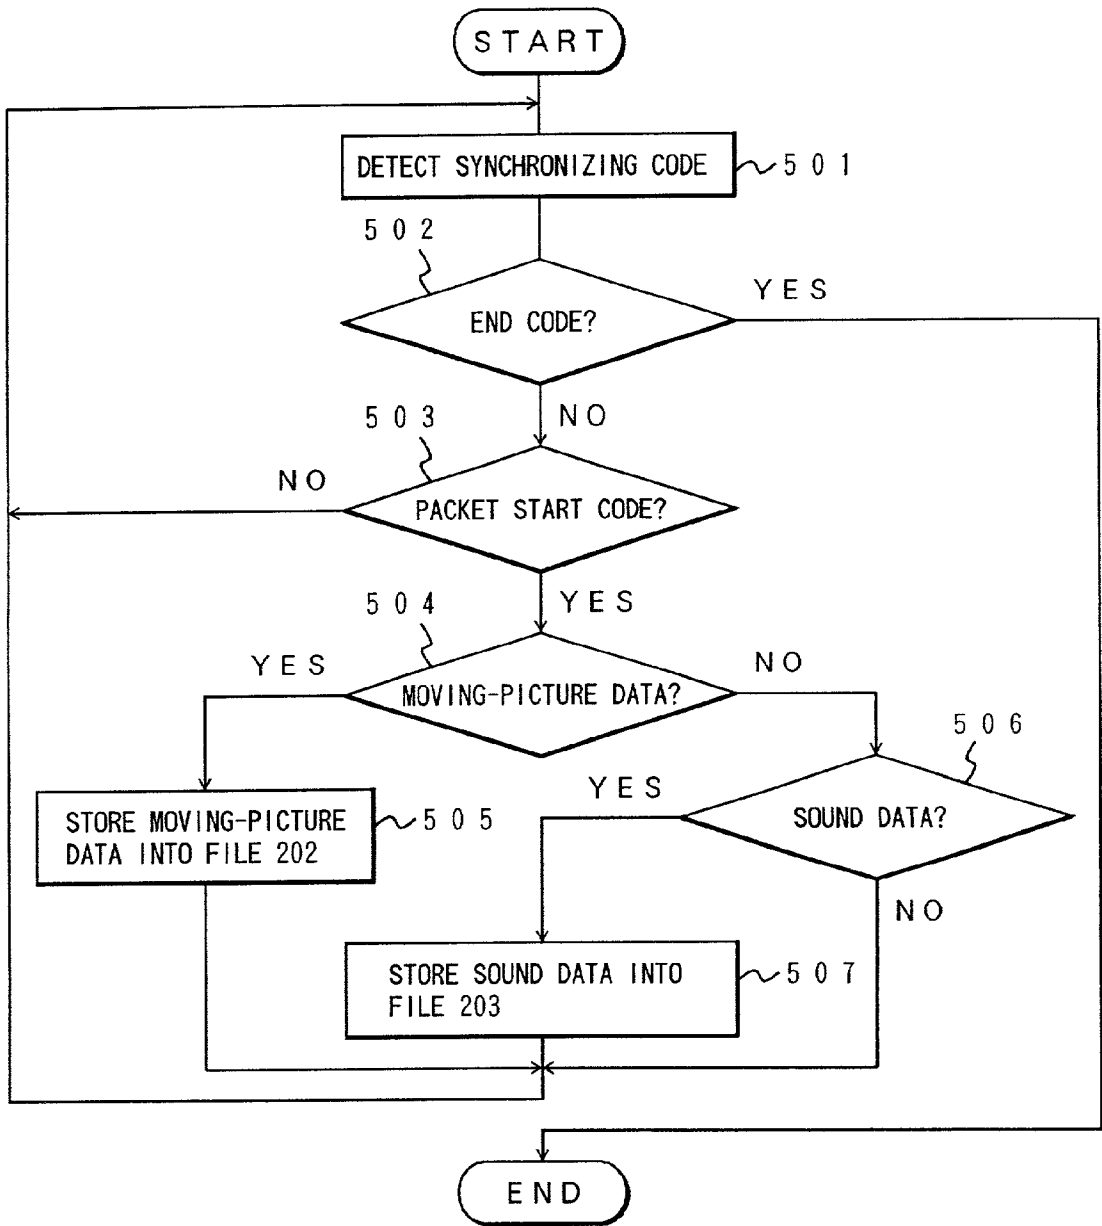 START
DETECT SYNCHRONIZING CODE
501
502
YES
END CODE?
NO
503
NO
PACKET START CODE?
YES
504
YES
NO
MOVING-PICTURE DATA?
506
YES
STORE MOVING-PICTURE
DATA INTO FILE 202
505
SOUND DATA?
NO
STORE SOUND DATA INTO
FILE 203
507
END